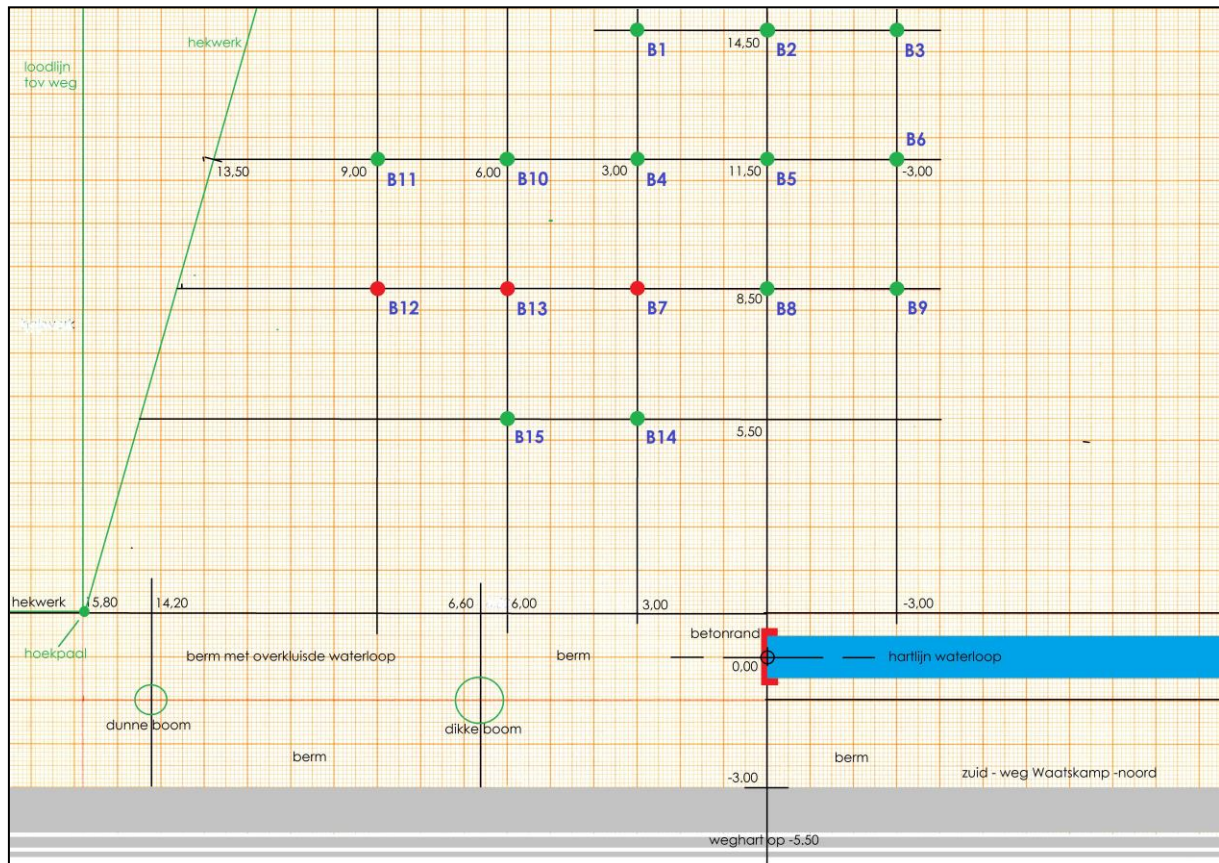 hekwerk
loodlijn
tov weg
B1
14,50
B2
B3
B6
13,50
9,00
B11
6,00
B10
3,00
B4
11,50
B5
-3,00
B12
B13
B7
8,50
B8
B9
B15
B14
5,50
hekwerk
15,80
14,20
6,60
6,00
3,00
-3,00
hoekpaal
berm met overkluisde waterloop
berm
betonrand
0,00
hartlijn waterloop
dunne boom
dikke boom
berm
berm
-3.00
zuid - weg Waatskamp -noord
weghart op -5.50